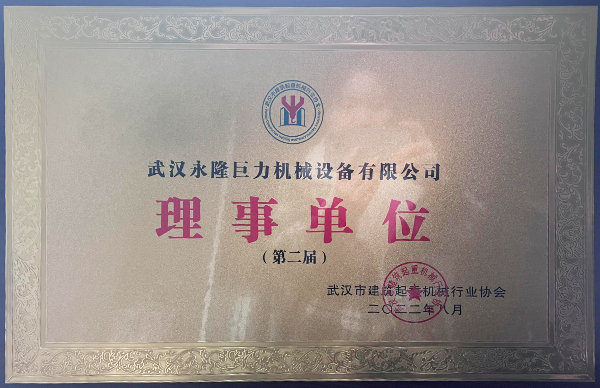 武汉永隆巨力机械设备有限公司
理事单位
（第二届）
武汉市建筑起重机械行业协会
二〇二二年八月